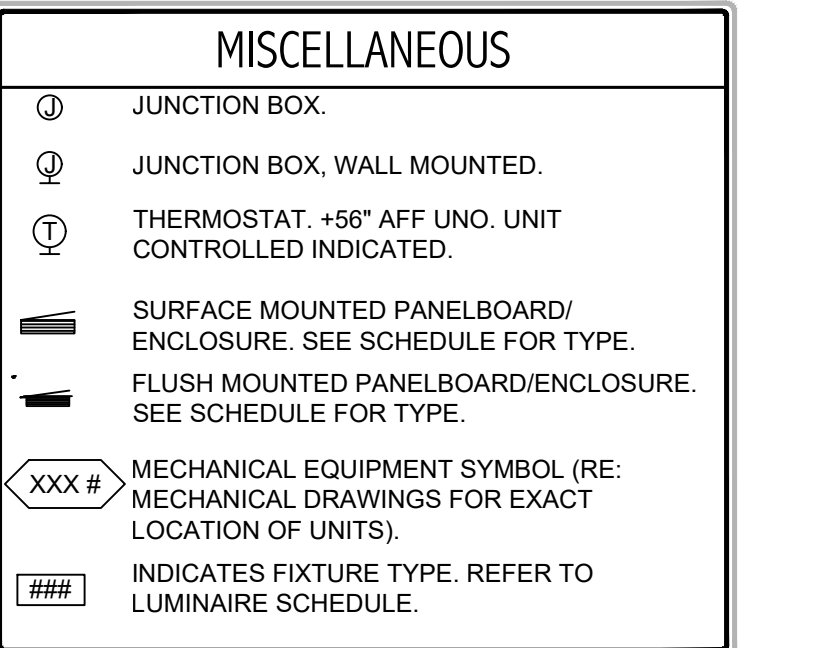 MISCELLANEOUS
J JUNCTION BOX.
J JUNCTION BOX, WALL MOUNTED.
T THERMOSTAT. +56" AFF UNO. UNIT
CONTROLLED INDICATED.
SURFACE MOUNTED PANELBOARD/
ENCLOSURE. SEE SCHEDULE FOR TYPE.
FLUSH MOUNTED PANELBOARD/ENCLOSURE.
SEE SCHEDULE FOR TYPE.
XXX # MECHANICAL EQUIPMENT SYMBOL (RE:
MECHANICAL DRAWINGS FOR EXACT
LOCATION OF UNITS).
### INDICATES FIXTURE TYPE. REFER TO
LUMINAIRE SCHEDULE.